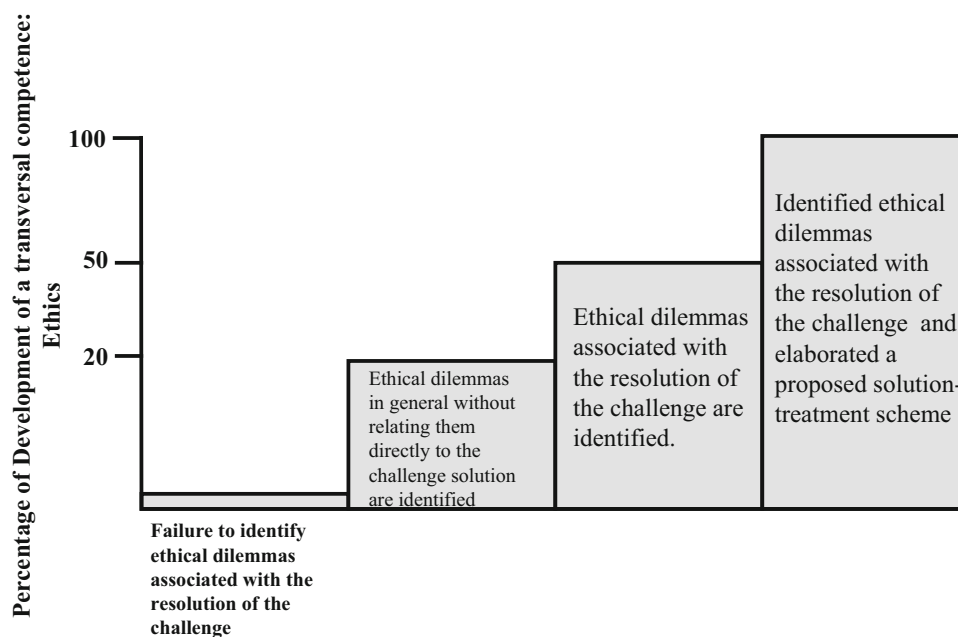 Percentage of Development of a transversal competence:
Ethics
100
50
20
Failure to identify
ethical dilemmas
associated with the
resolution of the
challenge
Ethical dilemmas
in general without
relating them
directly to the
challenge solution
are identified
Ethical dilemmas
associated with
the resolution of
the challenge are
identified.
Identified ethical
dilemmas
associated with
the resolution of
the challenge and
elaborated a
proposed solution-
treatment scheme